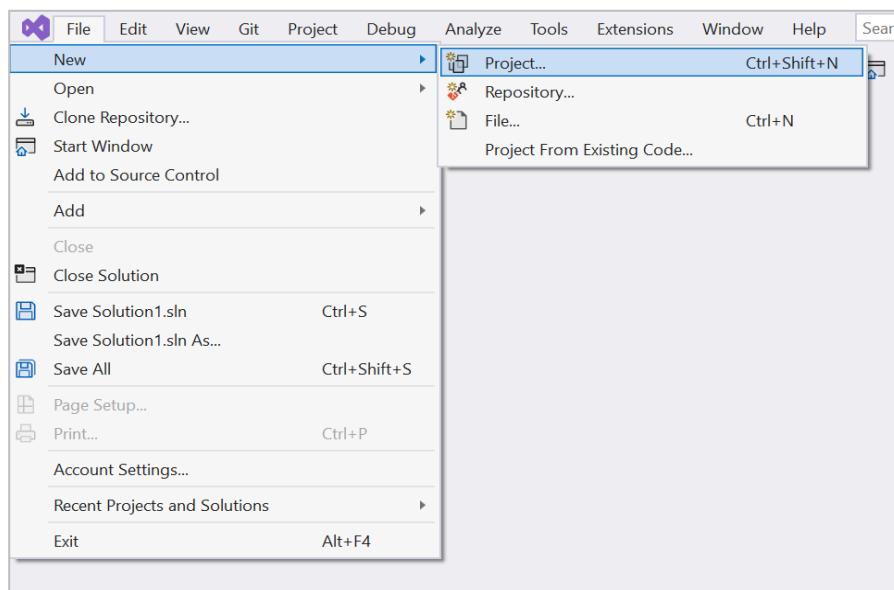 File Edit View Git Project Debug Analyze Tools Extensions Window Help Sear
New
Project... Ctrl+Shift+N
Open
Repository...
Clone Repository...
File... Ctrl+N
Start Window
Project From Existing Code...
Add to Source Control
Add
Close
Close Solution
Save Solution1.sln Ctrl+S
Save Solution1.sln As...
Save All Ctrl+Shift+S
Page Setup...
Print... Ctrl+P
Account Settings...
Recent Projects and Solutions
Exit Alt+F4